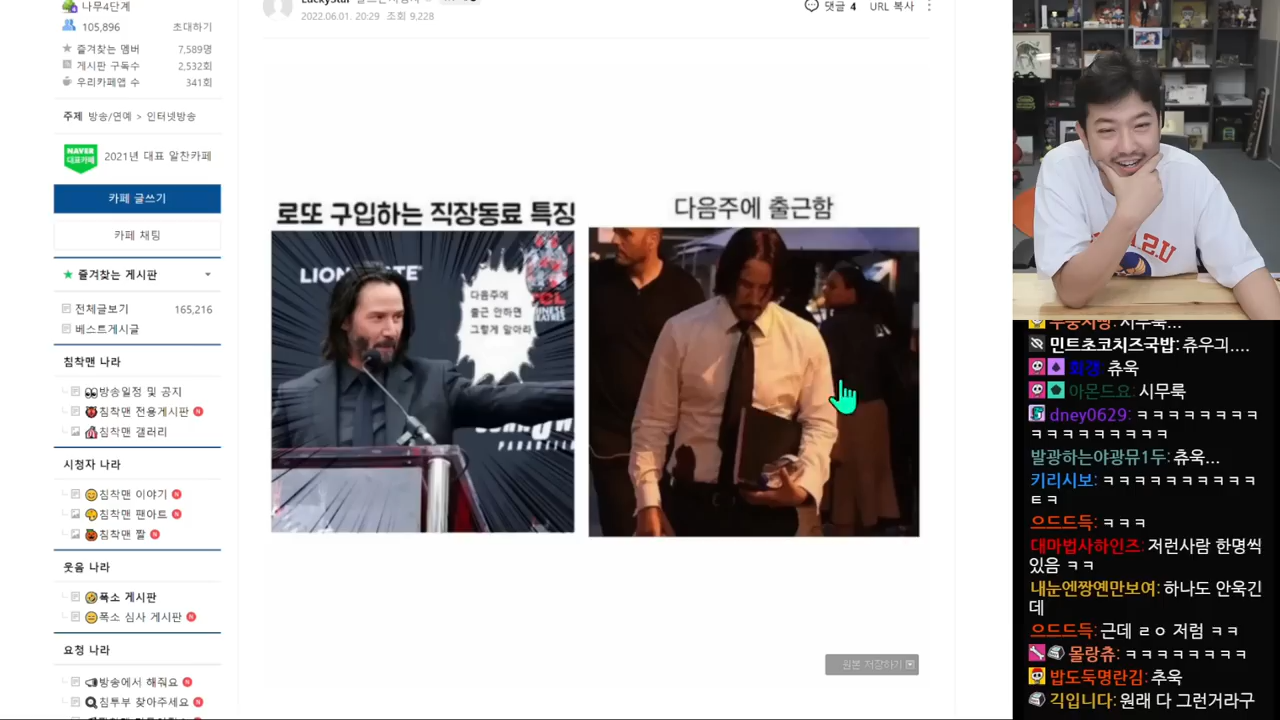 나무4단계
2022.06.01. 20:29 조회 9,228
댓글 4 URL 복사
105,896 초대하기
즐겨찾는 멤버 7,589명
게시판 구독수 2,532회
우리카페앱 수 341회
주제 방송/연예 > 인터넷방송
NAVER
대표카페
2021년 대표 알찬카페
카페 글쓰기
카페 채팅
즐겨찾는 게시판
전체글보기 165,216
베스트게시글
침착맨 나라
방송일정 및 공지
침착맨 전용게시판
침착맨 갤러리
시청자 나라
침착맨 이야기
침착맨 팬아트
침착맨 짤
웃음 나라
폭소 게시판
폭소 심사 게시판
요청 나라
방송에서 해줘요
침투부 찾아주세요
로또 구입하는 직장동료 특징
다음주에
출근 안하면
그렇게 알아라
다음주에 출근함
원본 저장하기
민트초코치즈국밥: 츄우긔....
츄욱
아몬드요: 시무룩
dney0629: ㅋㅋㅋㅋㅋㅋㅋㅋ
ㅋㅋㅋㅋㅋㅋㅋㅋㅋ
발광하는야광뮤1두: 츄욱...
키리시보: ㅋㅋㅋㅋㅋㅋㅋㅋㅋㅋ
ㅌㅋ
으드드득: ㅋㅋㅋ
대마법사하인즈: 저런사람 한명씩
있음 ㅋㅋ
내눈엔짱옌만보여: 하나도 안욱긴
데
으드드득: 근데 ㄹㅇ 저럼 ㅋㅋ
몰랑츄: ㅋㅋㅋㅋㅋㅋㅋㅋ
밥도둑명란김: 추욱
긱입니다: 원래 다 그런거라구